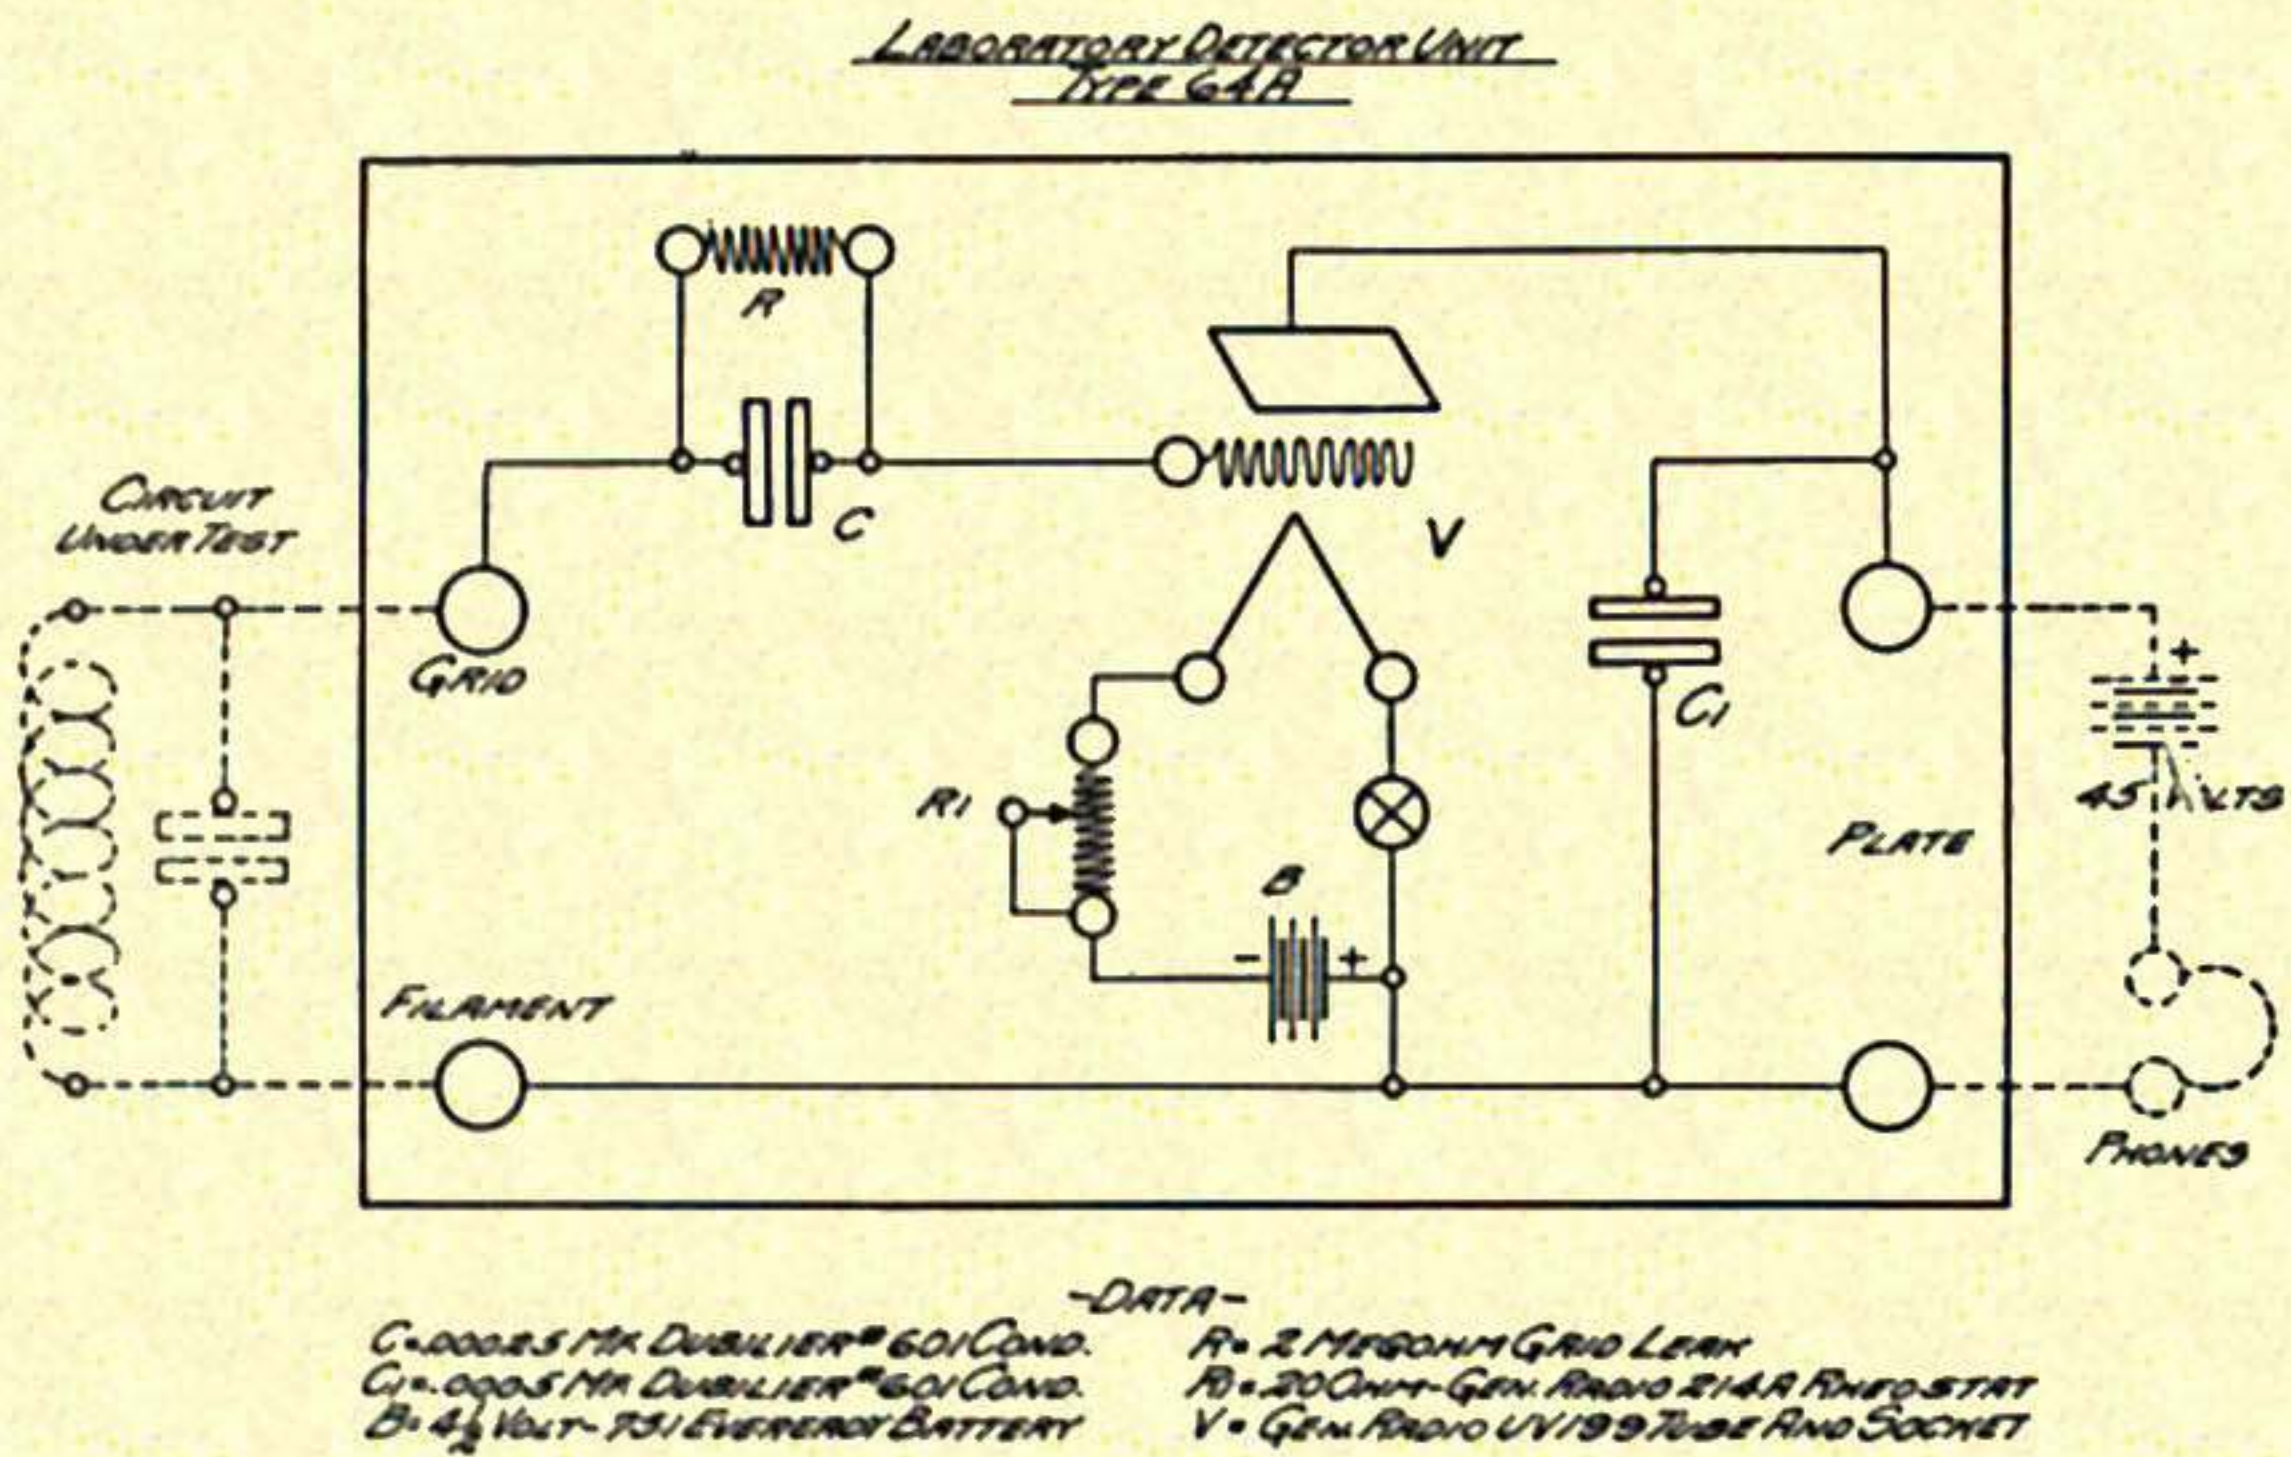 LABORATORY DETECTOR UNIT
TYPE 64A
R
C
CIRCUIT
UNDER TEST
V
GRID
C1
+
R1
45 VOLTS
PLATE
B
- +
FILAMENT
PHONES
-DATA-
C=.00025 MF. DUBILIER #601 COND.
C1=.0005 MF. DUBILIER #601 COND.
B=4½ VOLT-751 EVEREADY BATTERY
R=2 MEGOHM GRID LEAK
R1=20 OHM-GEN. RADIO 214A RHEOSTAT
V=GEN. RADIO UV199 TUBE AND SOCKET